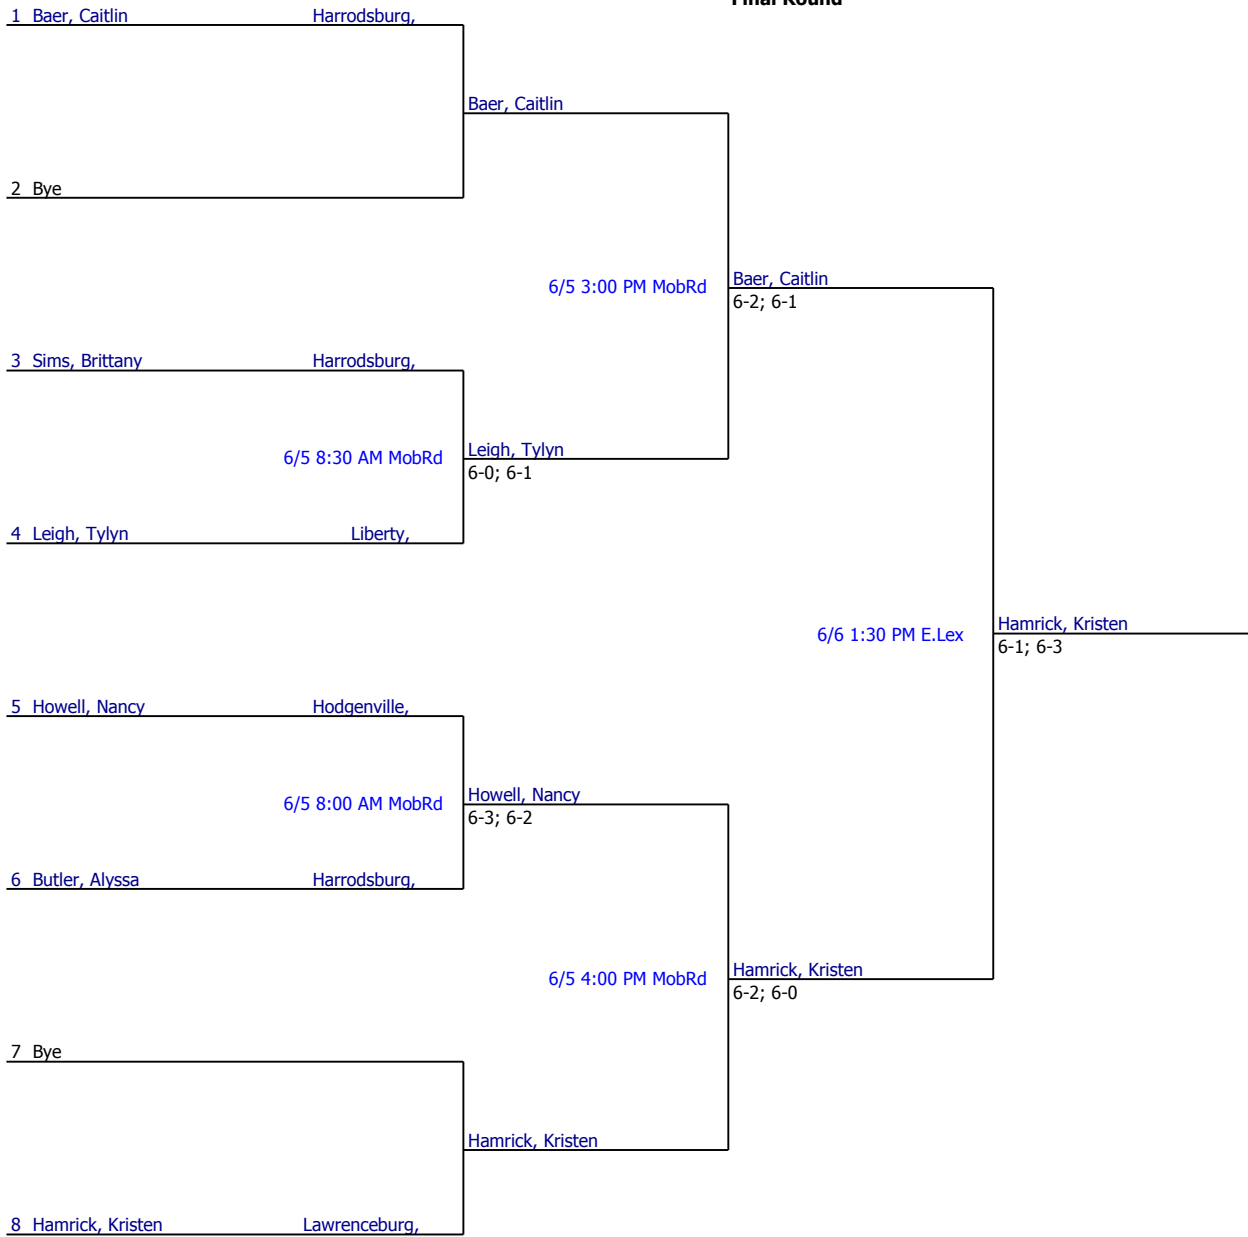 Final Round
1 Baer, Caitlin Harrodsburg,
Baer, Caitlin
2 Bye
6/5 3:00 PM MobRd Baer, Caitlin
6-2; 6-1
3 Sims, Brittany Harrodsburg,
6/5 8:30 AM MobRd Leigh, Tylyn
6-0; 6-1
4 Leigh, Tylyn Liberty,
6/6 1:30 PM E.Lex Hamrick, Kristen
6-1; 6-3
5 Howell, Nancy Hodgenville,
6/5 8:00 AM MobRd Howell, Nancy
6-3; 6-2
6 Butler, Alyssa Harrodsburg,
6/5 4:00 PM MobRd Hamrick, Kristen
6-2; 6-0
7 Bye
Hamrick, Kristen
8 Hamrick, Kristen Lawrenceburg,